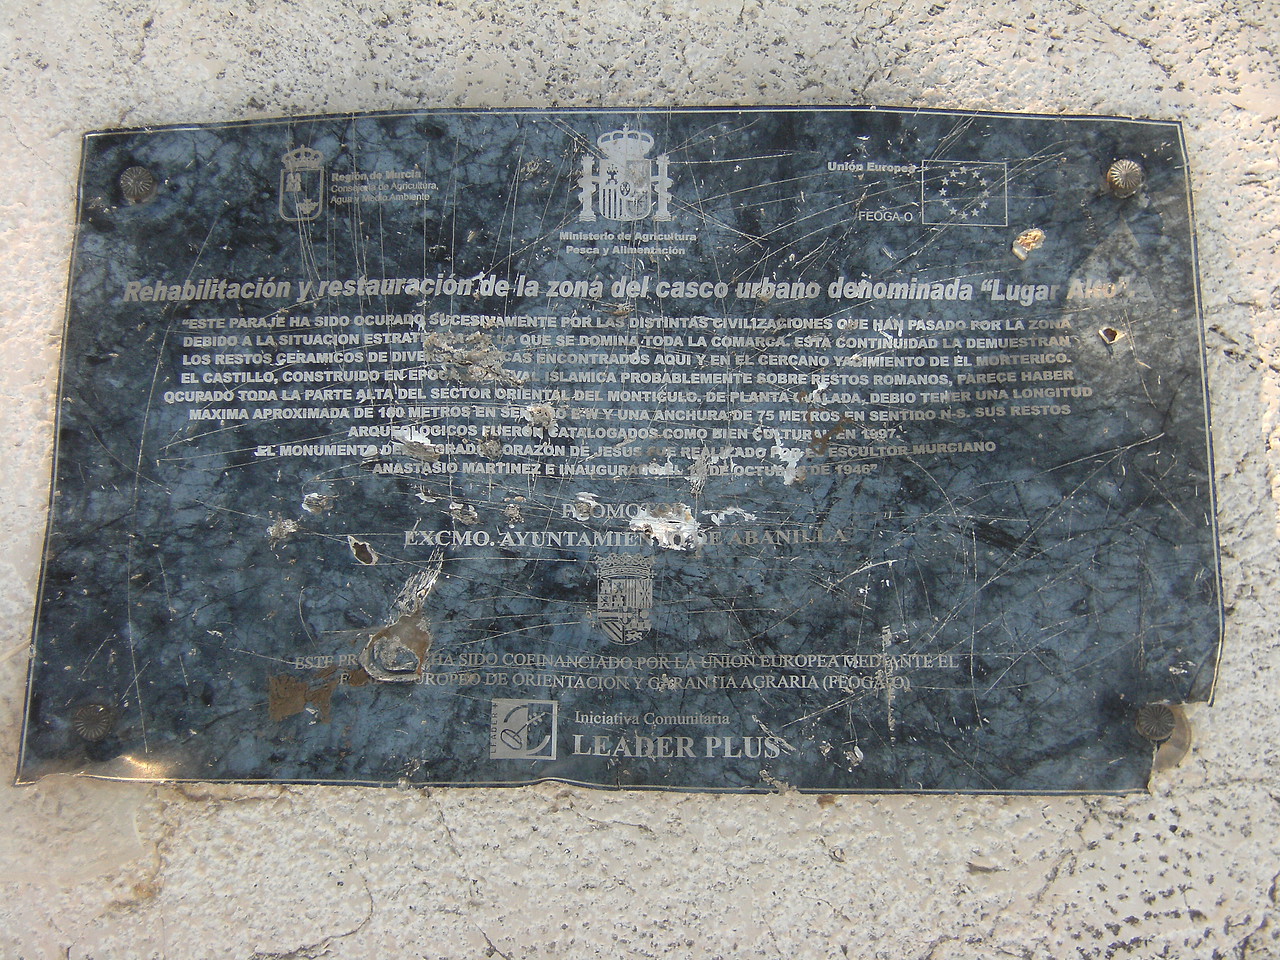 Región de Murcia
Consejería de Agricultura,
Agua y Medio Ambiente
Ministerio de Agricultura
Pesca y Alimentación
Unión Europea
FEOGA-O
Rehabilitación y restauración de la zona del casco urbano denominada "Lugar Alto"
"ESTE PARAJE HA SIDO OCUPADO SUCESIVAMENTE POR LAS DISTINTAS CIVILIZACIONES QUE HAN PASADO POR LA ZONA
DEBIDO A LA SITUACION QUE SE DOMINA TODA LA COMARCA. ESTA CONTINUIDAD LA DEMUESTRAN
LOS RESTOS CERAMICOS DE ENCONTRADOS AQUI Y EN EL CERCANO YACIMIENTO DE EL MORTERICO.
EL CASTILLO, CONSTRUIDO EN ISLAMICA PROBABLEMENTE SOBRE RESTOS ROMANOS, PARECE HABER
OCUPADO TODA LA PARTE ALTA DEL SECTOR ORIENTAL DEL MONTICULO, DE PLANTA DEBIO TENER UNA LONGITUD
MÁXIMA APROXIMADA DE 160 METROS EN SENTIDO E-W Y UNA ANCHURA DE 75 METROS EN SENTIDO N-S. SUS RESTOS
ARQUEOLOGICOS FUERON CATALOGADOS COMO BIEN CULTURAL EN 1997.
EL MONUMENTO DEL SAGRADO CORAZON DE JESUS FUE REALIZADO POR EL ESCULTOR MURCIANO
ANASTASIO MARTINEZ E INAUGURADO EL DE OCTUBRE DE 1946"
EXCMO. AYUNTAMIENTO DE ABANILLA
ESTE HA SIDO COFINANCIADO POR LA UNION EUROPEA MEDIANTE EL
EUROPEO DE ORIENTACION Y GARANTIA AGRARIA (FEOGA-O)
LEADER
Iniciativa Comunitaria
LEADER PLUS